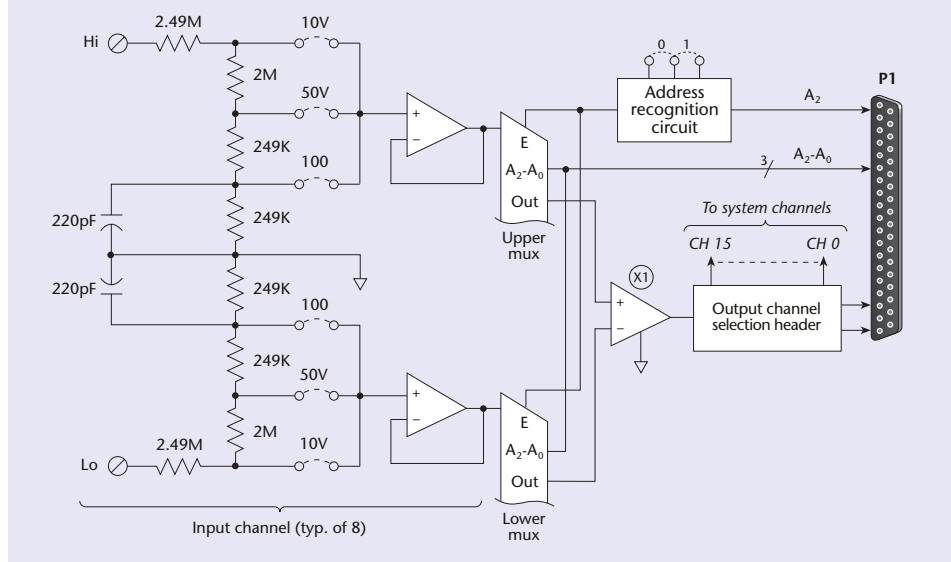 2.49M
10V
Hi
2M
50V
249K
100
220pF
249K
220pF
249K
100
249K
50V
2M
2.49M
10V
Lo
Input channel (typ. of 8)
+
−
E
A2-A0
Out
Upper
mux
+
−
E
A2-A0
Out
Lower
mux
0 1
Address
recognition
circuit
A2
3
A2-A0
P1
To system channels
CH 15
CH 0
X1
+
−
Output channel
selection header